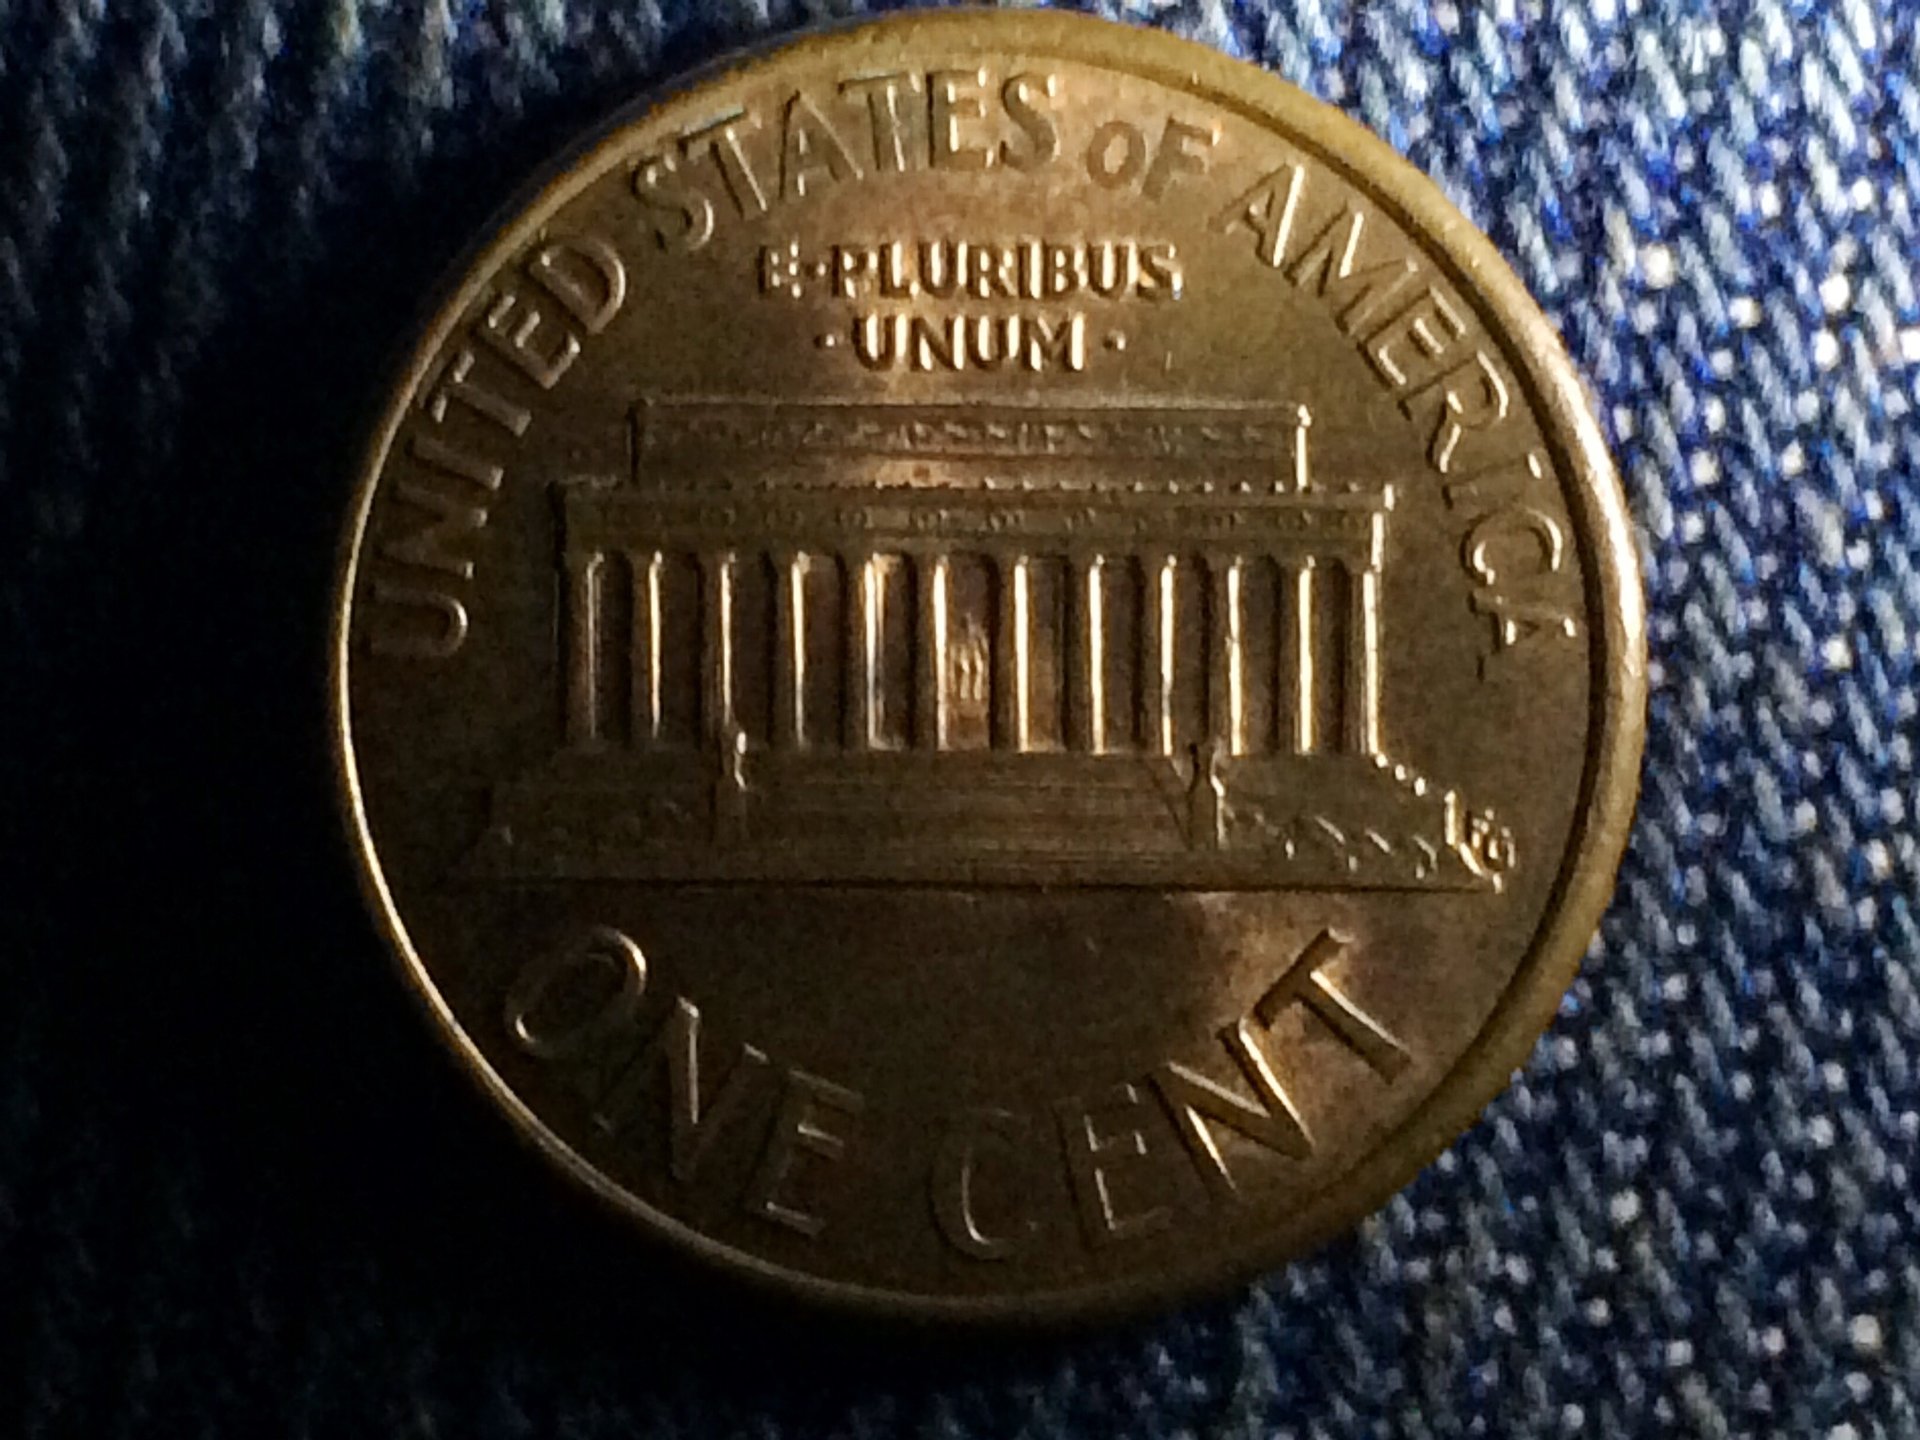 UNITED STATES OF AMERICA
E·PLURIBUS
·UNUM·
ONE CENT